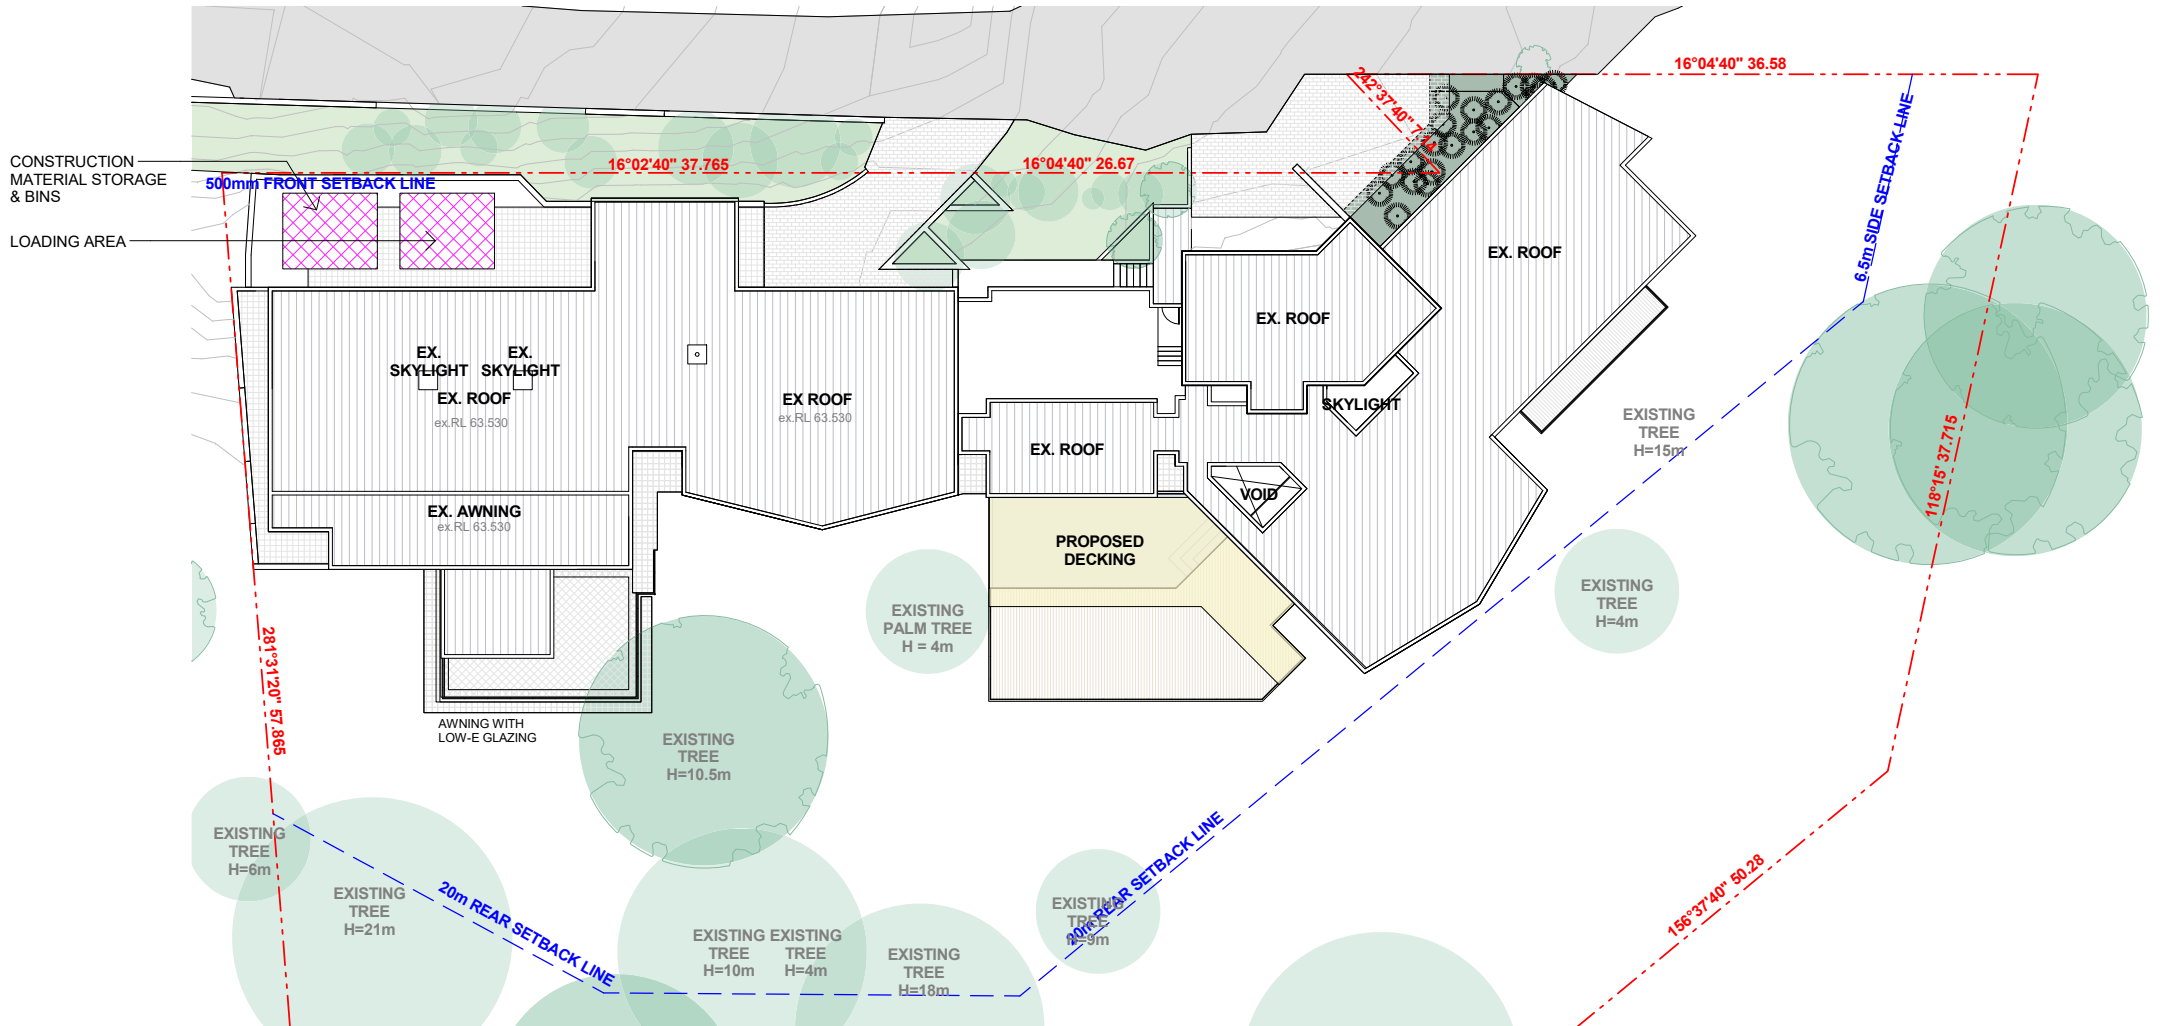 16°04'40" 36.58
242°37'40" 7.14
6.5m SIDE SETBACK LINE
CONSTRUCTION
MATERIAL STORAGE
& BINS
LOADING AREA
500mm FRONT SETBACK LINE
16°02'40" 37.765
16°04'40" 26.67
EX. ROOF
EX. ROOF
EX.
SKYLIGHT
EX.
SKYLIGHT
EX. ROOF
ex.RL 63.530
EX ROOF
ex.RL 63.530
SKYLIGHT
EX. ROOF
EXISTING
TREE
H=15m
118°15' 37.715
VOID
EX. AWNING
ex.RL 63.530
PROPOSED
DECKING
EXISTING
PALM TREE
H = 4m
EXISTING
TREE
H=4m
281°31'20" 57.865
AWNING WITH
LOW-E GLAZING
EXISTING
TREE
H=10.5m
EXISTING
TREE
H=6m
EXISTING
TREE
H=21m
20m REAR SETBACK LINE
EXISTING
TREE
H=10m
EXISTING
TREE
H=4m
EXISTING
TREE
H=18m
EXISTING
TREE
H=9m
20m REAR SETBACK LINE
156°37'40" 50.28